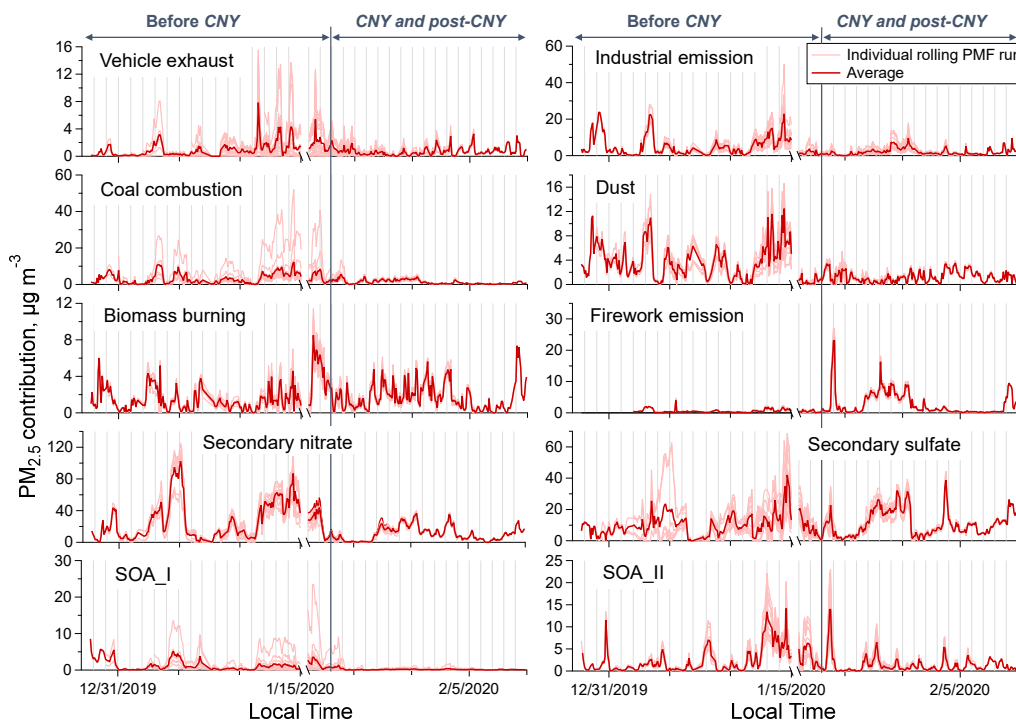 Before CNY
CNY and post-CNY
Before CNY
CNY and post-CNY
PM2.5 contribution, µg m-3
16
12
8
4
0
Vehicle exhaust
60
40
20
0
Industrial emission
Individual rolling PMF run
Average
60
40
20
0
Coal combustion
16
12
8
4
0
Dust
12
8
4
0
Biomass burning
30
20
10
0
Firework emission
120
80
40
0
Secondary nitrate
60
40
20
0
Secondary sulfate
30
20
10
0
SOA_I
25
20
15
10
5
0
SOA_II
12/31/2019
1/15/2020
2/5/2020
12/31/2019
1/15/2020
2/5/2020
Local Time
Local Time